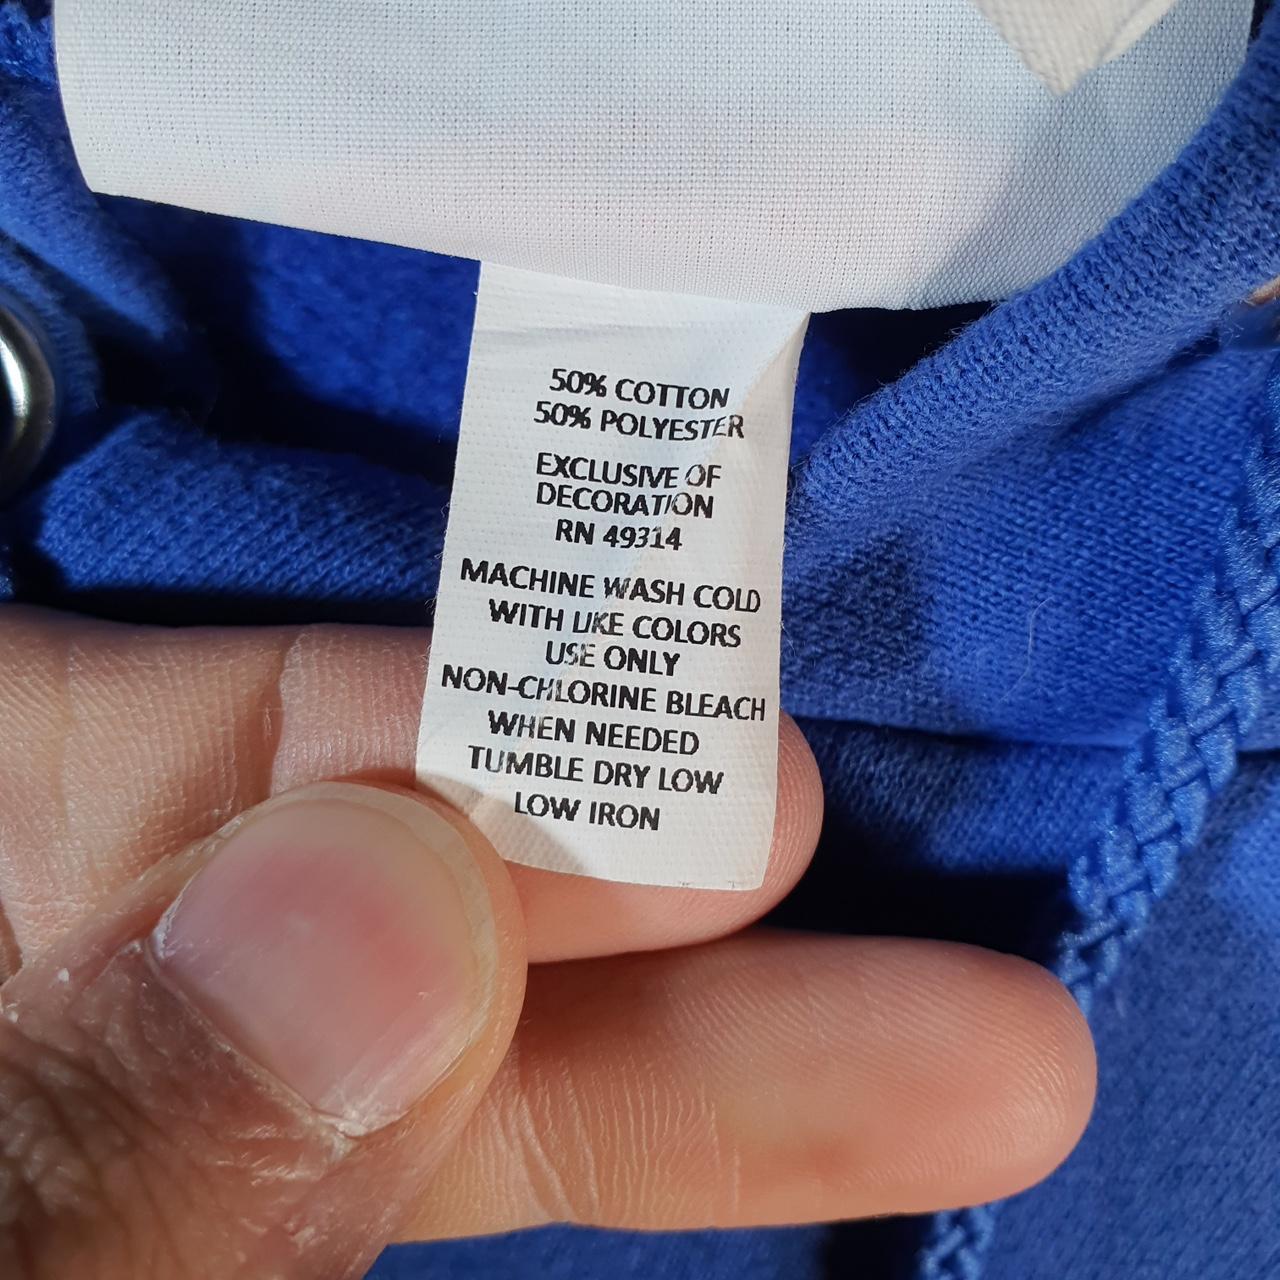 50% COTTON
50% POLYESTER
EXCLUSIVE OF
DECORATION
RN 49314
MACHINE WASH COLD
WITH LIKE COLORS
USE ONLY
NON-CHLORINE BLEACH
WHEN NEEDED
TUMBLE DRY LOW
LOW IRON